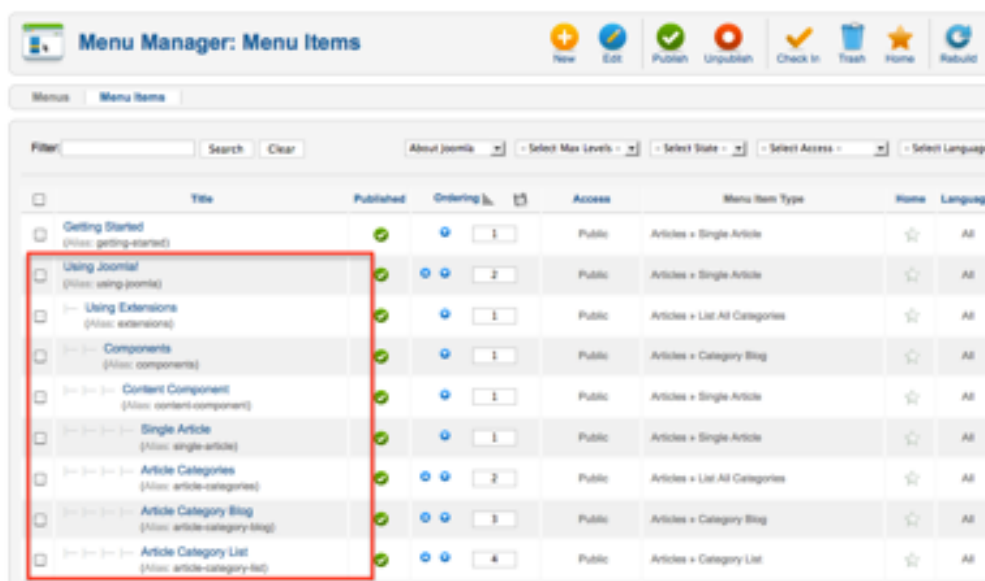 Menu Manager: Menu Items
New Edit Publish Unpublish Check In Trash Home Rebuild
Menus Menu Items
Filter: Search Clear About Joomla - Select Max Levels - - Select State - - Select Access - - Select Language
Title Published Ordering Access Menu Item Type Home Languag
Getting Started 1 Public Articles » Single Article All
(Alias: getting-started)
Using Joomla! 2 Public Articles » Single Article All
(Alias: using-joomla)
|— Using Extensions 1 Public Articles » List All Categories All
(Alias: extensions)
|— |— Components 1 Public Articles » Category Blog All
(Alias: components)
|— |— |— Content Component 1 Public Articles » Single Article All
(Alias: content-component)
|— |— |— |— Single Article 1 Public Articles » Single Article All
(Alias: single-article)
|— |— |— |— Article Categories 2 Public Articles » List All Categories All
(Alias: article-categories)
|— |— |— |— Article Category Blog 3 Public Articles » Category Blog All
(Alias: article-category-blog)
|— |— |— |— Article Category List 4 Public Articles » Category List All
(Alias: article-category-list)